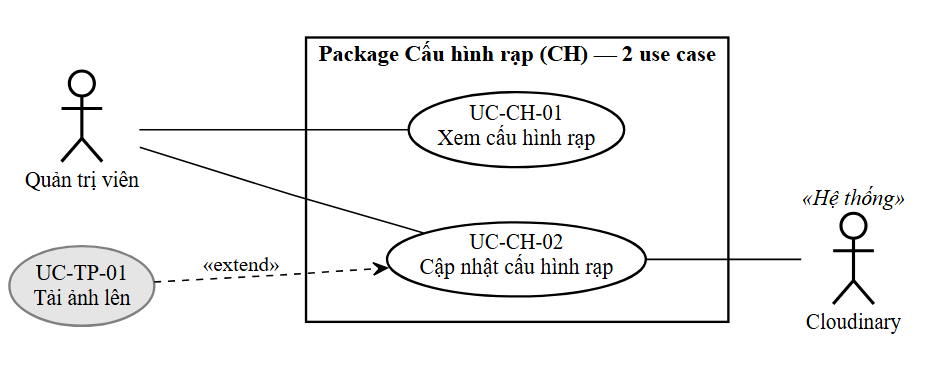 Package Cấu hình rạp (CH) — 2 use case
UC-CH-01
Xem cấu hình rạp
Quản trị viên
«Hệ thống»
UC-CH-02
Cập nhật cấu hình rạp
«extend»
UC-TP-01
Tải ảnh lên
Cloudinary